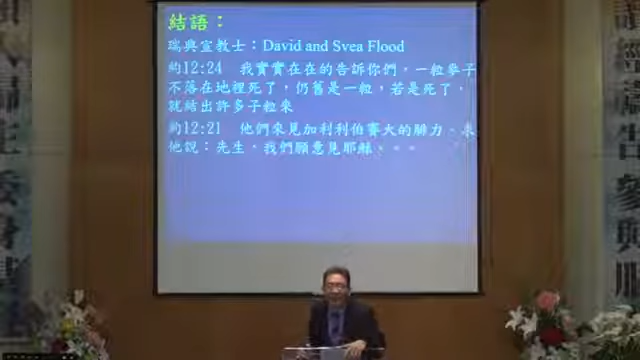 結語：
瑞典宣教士：David and Svea Flood
約12:24 我實實在在的告訴你們，一粒麥子
不落在地裡死了，仍舊是一粒，若是死了，
就結出許多子粒來
約12:21 他們來見加利利伯賽大的腓力，求
他說：先生，我們願意見耶穌。。。